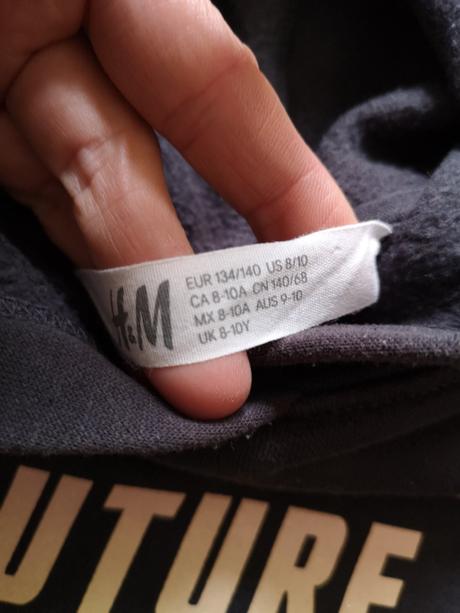 H&M
EUR 134/140 US 8/10
CA 8-10A CN 140/68
MX 8-10A AUS 9-10
UK 8-10Y
UTURE